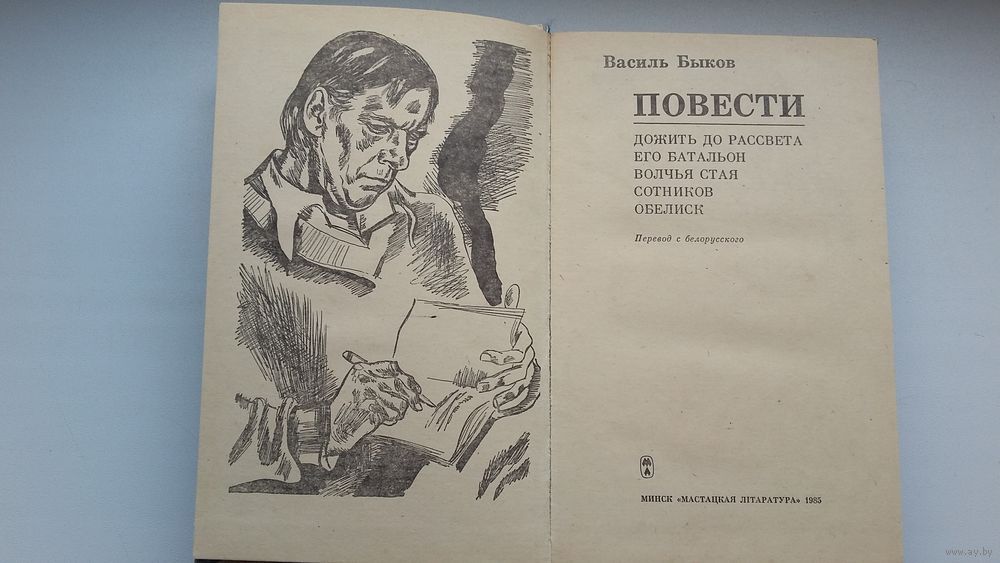 Василь Быков
ПОВЕСТИ
ДОЖИТЬ ДО РАССВЕТА
ЕГО БАТАЛЬОН
ВОЛЧЬЯ СТАЯ
СОТНИКОВ
ОБЕЛИСК
Перевод с белорусского
МЛ
МИНСК «МАСТАЦКАЯ ЛІТАРАТУРА» 1985
www.ay.by